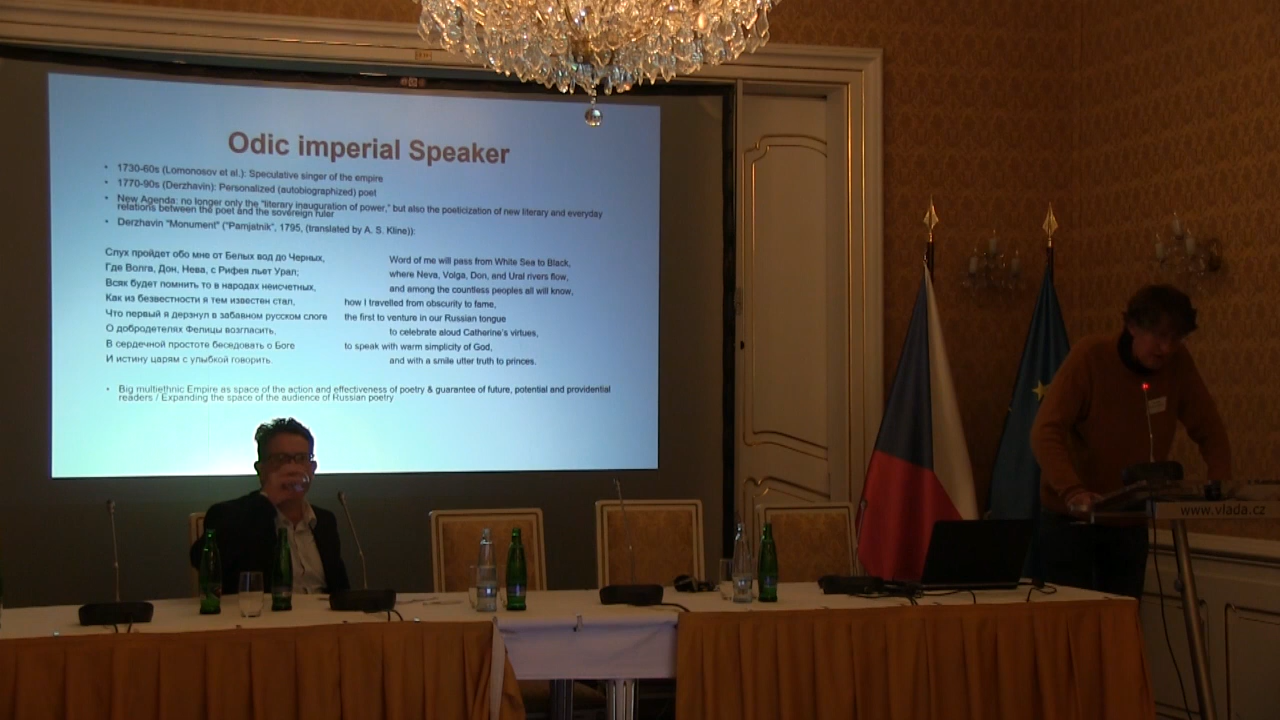 Odic imperial Speaker
• 1730-60s (Lomonosov et al.): Speculative singer of the empire
• 1770-90s (Derzhavin): Personalized (autobiographized) poet
• New Agenda: no longer only the "literary inauguration of power," but also the poeticization of new literary and everyday
relations between the poet and the sovereign ruler
• Derzhavin "Monument" ("Pamjatnik", 1795, (translated by A. S. Kline)):
Слух пройдет обо мне от Белых вод до Черных,
Где Волга, Дон, Нева, с Рифея льет Урал;
Всяк будет помнить то в народах неисчетных,
Как из безвестности я тем известен стал,
Что первый я дерзнул в забавном русском слоге
О добродетелях Фелицы возгласить,
В сердечной простоте беседовать о Боге
И истину царям с улыбкой говорить.
Word of me will pass from White Sea to Black,
where Neva, Volga, Don, and Ural rivers flow,
and among the countless peoples all will know,
how I travelled from obscurity to fame,
the first to venture in our Russian tongue
to celebrate aloud Catherine's virtues,
to speak with warm simplicity of God,
and with a smile utter truth to princes.
• Big multiethnic Empire as space of the action and effectiveness of poetry & guarantee of future, potential and providential
readers / Expanding the space of the audience of Russian poetry
www.vlada.cz